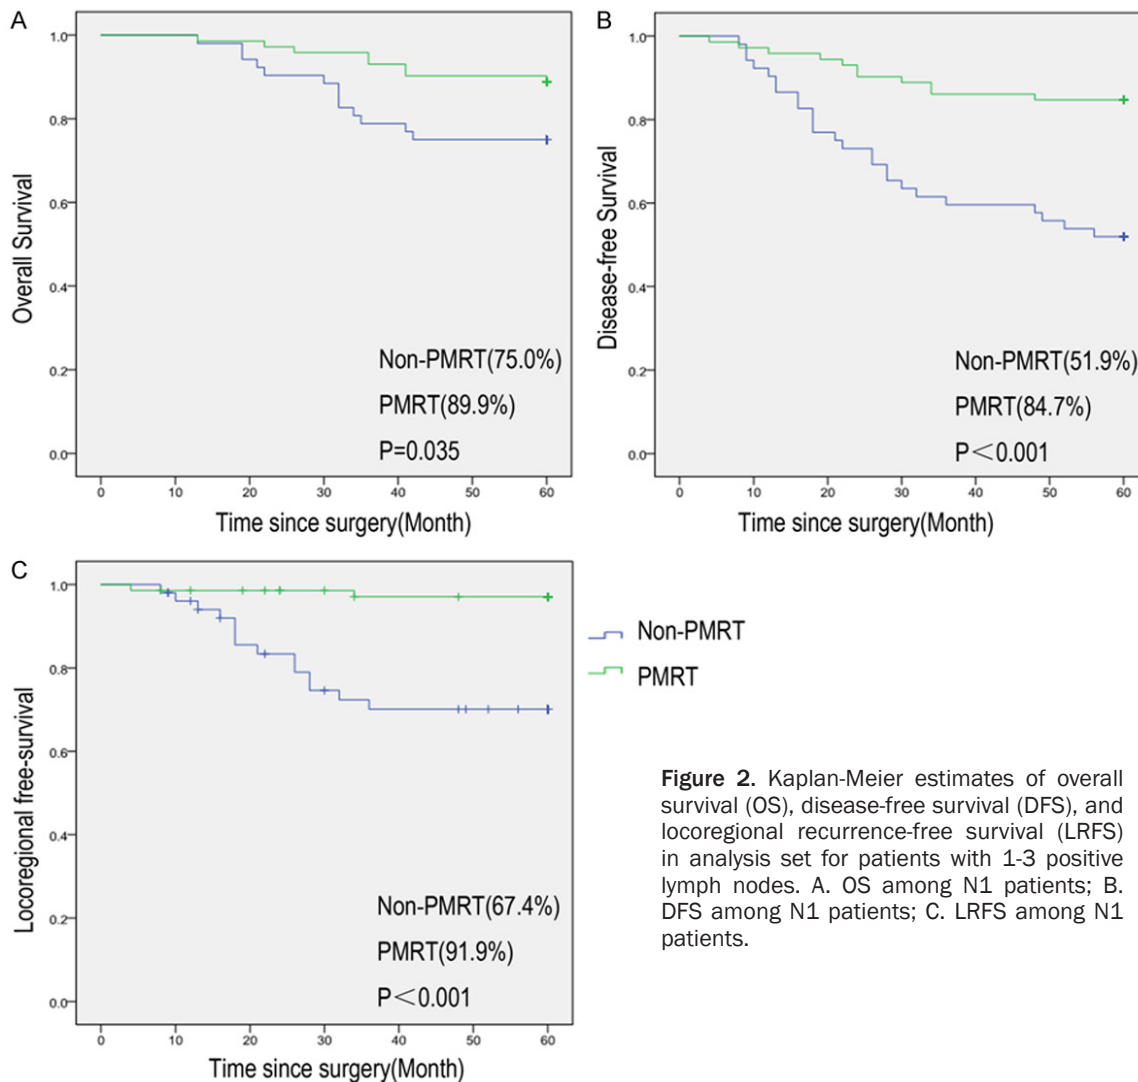 A
Overall Survival
1.0
0.8
0.6
0.4
0.2
0.0
Non-PMRT(75.0%)
PMRT(89.9%)
P=0.035
0 10 20 30 40 50 60
Time since surgery(Month)
B
Disease-free Survival
1.0
0.8
0.6
0.4
0.2
0.0
Non-PMRT(51.9%)
PMRT(84.7%)
P<0.001
0 10 20 30 40 50 60
Time since surgery(Month)
C
Locoregional free-survival
1.0
0.8
0.6
0.4
0.2
0.0
Non-PMRT(67.4%)
PMRT(91.9%)
P<0.001
0 10 20 30 40 50 60
Time since surgery(Month)
Non-PMRT
PMRT
Figure 2. Kaplan-Meier estimates of overall
survival (OS), disease-free survival (DFS), and
locoregional recurrence-free survival (LRFS)
in analysis set for patients with 1-3 positive
lymph nodes. A. OS among N1 patients; B.
DFS among N1 patients; C. LRFS among N1
patients.